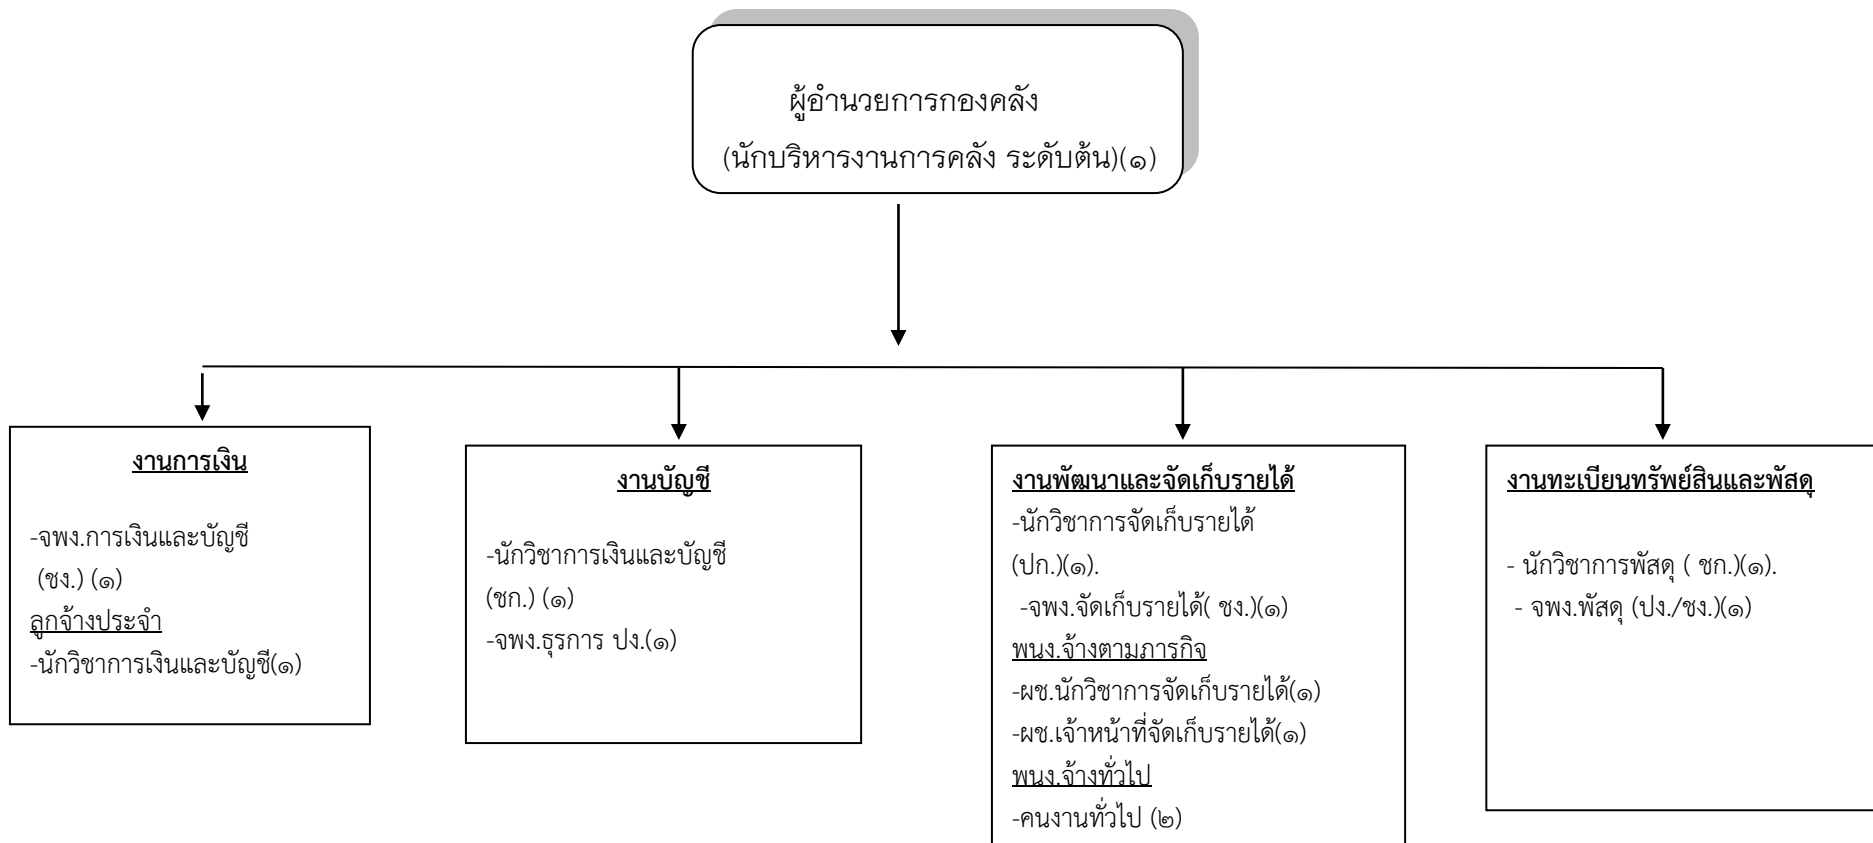 ผู้อำนวยการกองคลัง
(นักบริหารงานการคลัง ระดับต้น)(๑)
งานการเงิน
-จพง.การเงินและบัญชี
(ชง.) (๑)
ลูกจ้างประจำ
-นักวิชาการเงินและบัญชี(๑)
งานบัญชี
-นักวิชาการเงินและบัญชี
(ชก.) (๑)
-จพง.ธุรการ ปง.(๑)
งานพัฒนาและจัดเก็บรายได้
-นักวิชาการจัดเก็บรายได้
(ปก.)(๑).
-จพง.จัดเก็บรายได้( ชง.)(๑)
พนง.จ้างตามภารกิจ
-ผช.นักวิชาการจัดเก็บรายได้(๑)
-ผช.เจ้าหน้าที่จัดเก็บรายได้(๑)
พนง.จ้างทั่วไป
-คนงานทั่วไป (๒)
งานทะเบียนทรัพย์สินและพัสดุ
- นักวิชาการพัสดุ ( ชก.)(๑).
- จพง.พัสดุ (ปง./ชง.)(๑)